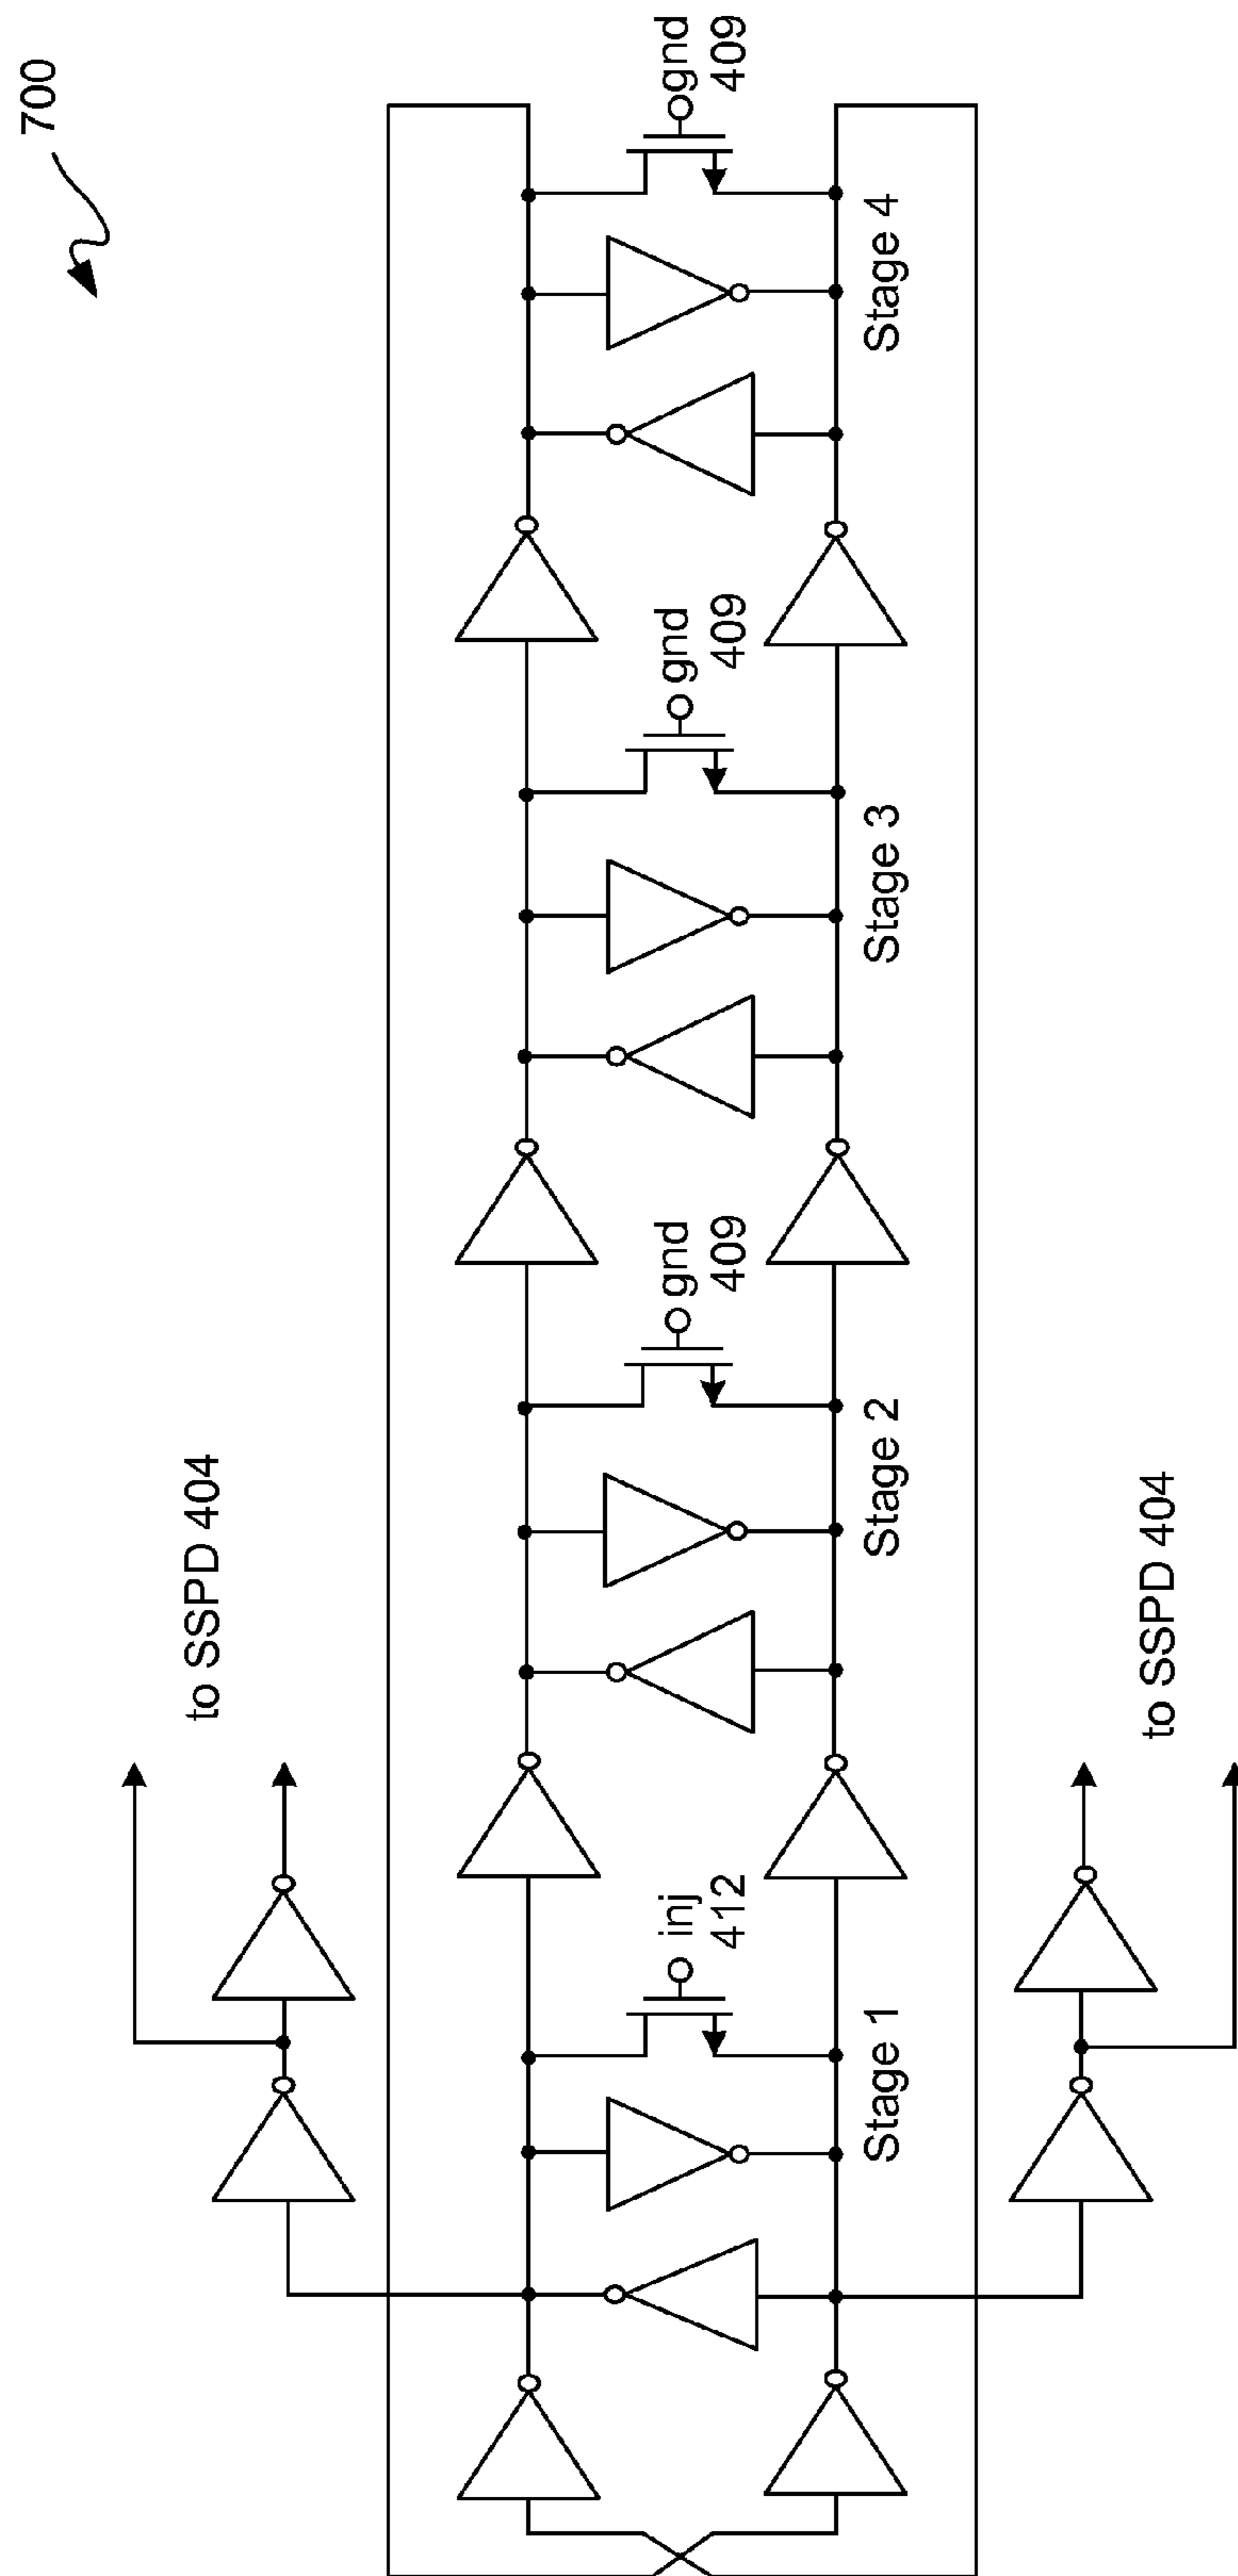 700
to SSPD 404
inj
412
gnd
409
gnd
409
gnd
409
Stage 1
Stage 2
Stage 3
Stage 4
to SSPD 404